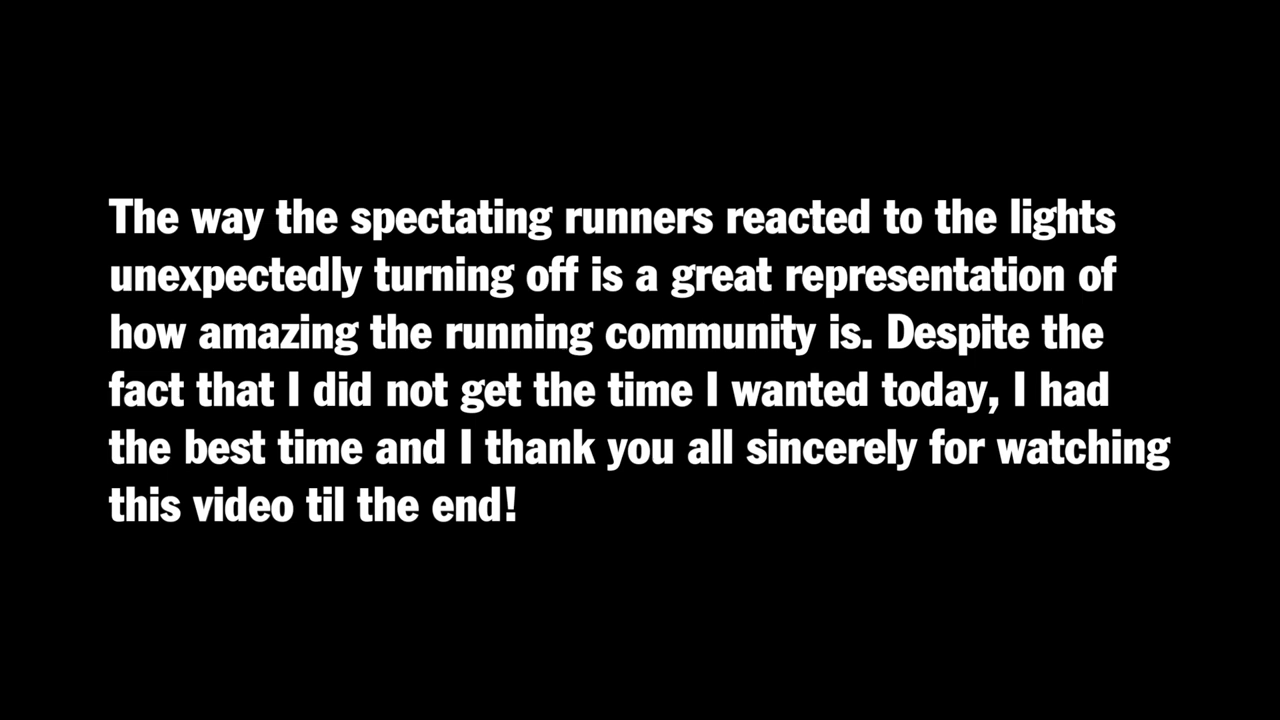 The way the spectating runners reacted to the lights
unexpectedly turning off is a great representation of
how amazing the running community is. Despite the
fact that I did not get the time I wanted today, I had
the best time and I thank you all sincerely for watching
this video til the end!